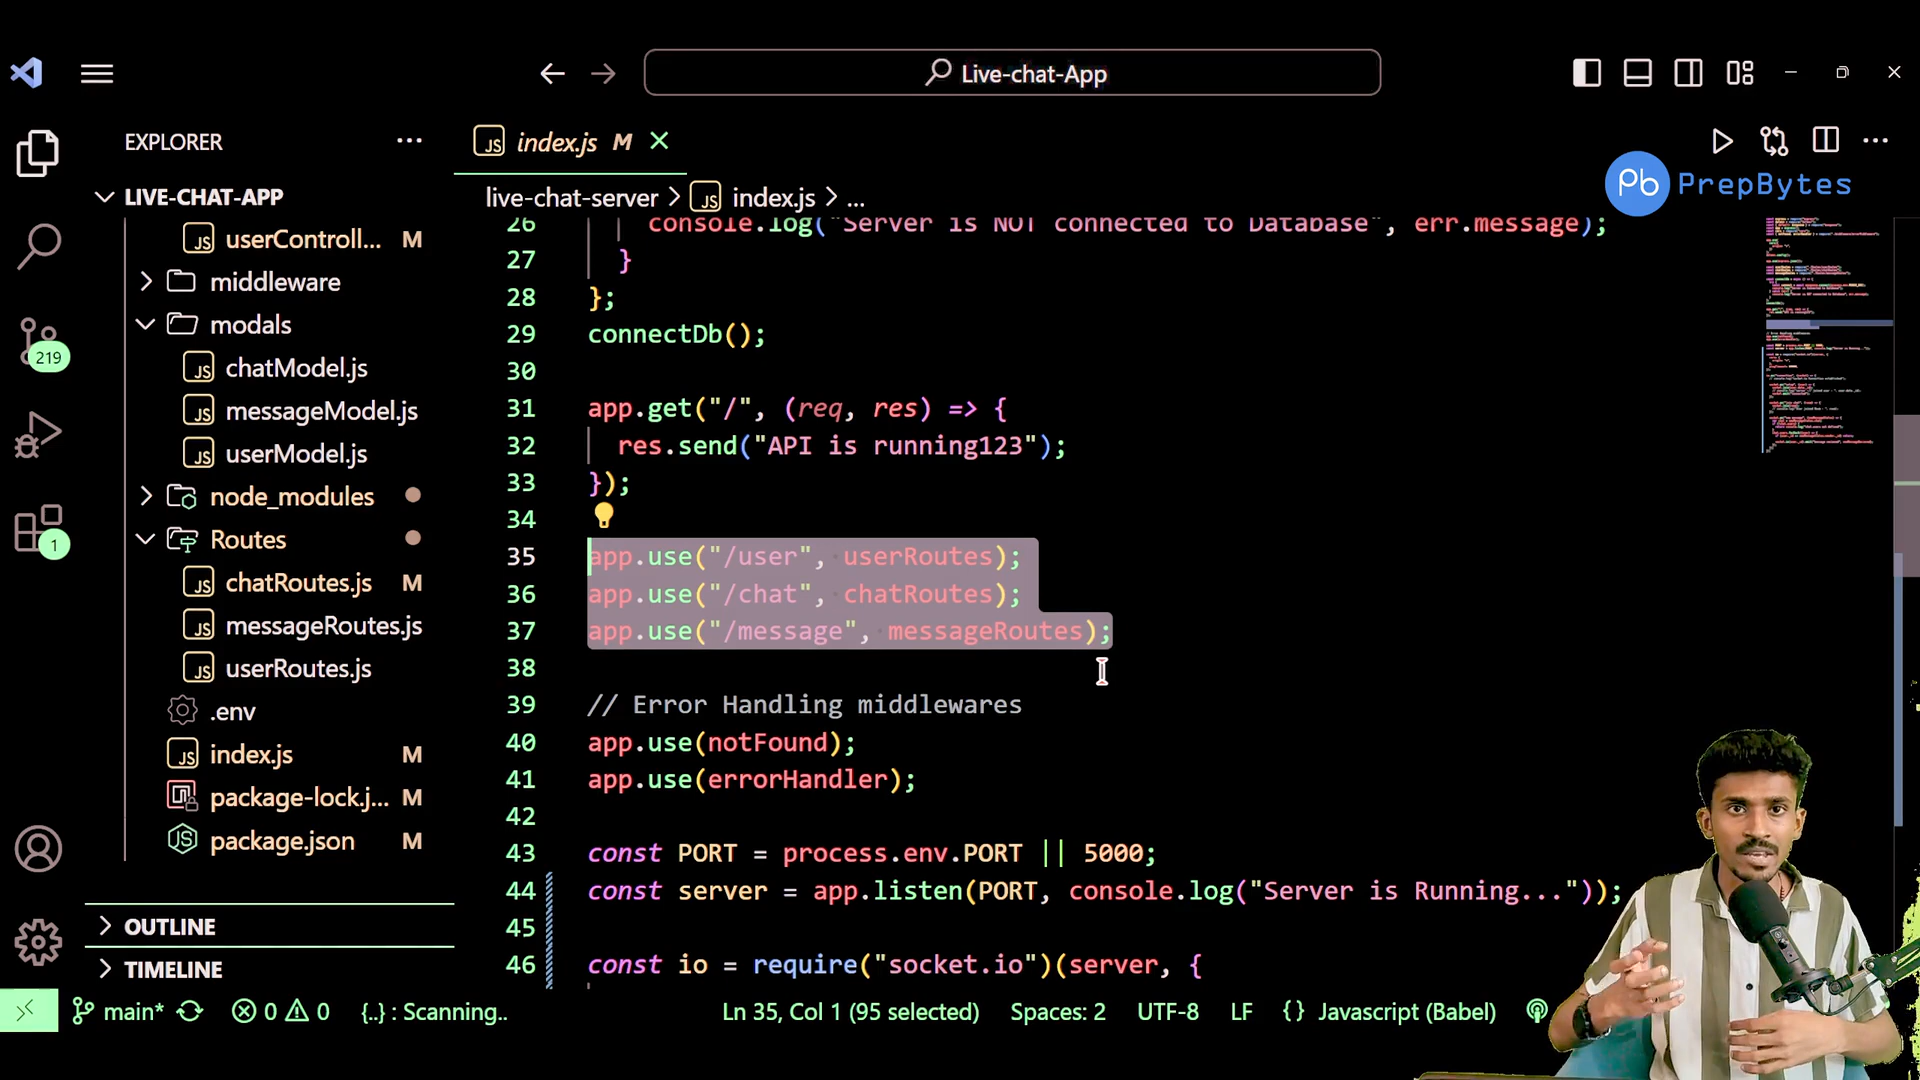 Live-chat-App
EXPLORER
LIVE-CHAT-APP
userControll... M
middleware
modals
chatModel.js
messageModel.js
userModel.js
node_modules
Routes
chatRoutes.js M
messageRoutes.js
userRoutes.js
.env
index.js M
package-lock.j... M
package.json M
OUTLINE
TIMELINE
219
1
JS index.js M
live-chat-server > JS index.js > ...
Pb PrepBytes
26 console.log("Server is NOT connected to Database", err.message);
27 }
28 };
29 connectDb();
30
31 app.get("/", (req, res) => {
32 res.send("API is running123");
33 });
34
35 app.use("/user", userRoutes);
36 app.use("/chat", chatRoutes);
37 app.use("/message", messageRoutes);
38
39 // Error Handling middlewares
40 app.use(notFound);
41 app.use(errorHandler);
42
43 const PORT = process.env.PORT || 5000;
44 const server = app.listen(PORT, console.log("Server is Running..."));
45
46 const io = require("socket.io")(server, {
main* 0 0 {..} : Scanning.. Ln 35, Col 1 (95 selected) Spaces: 2 UTF-8 LF {} Javascript (Babel)